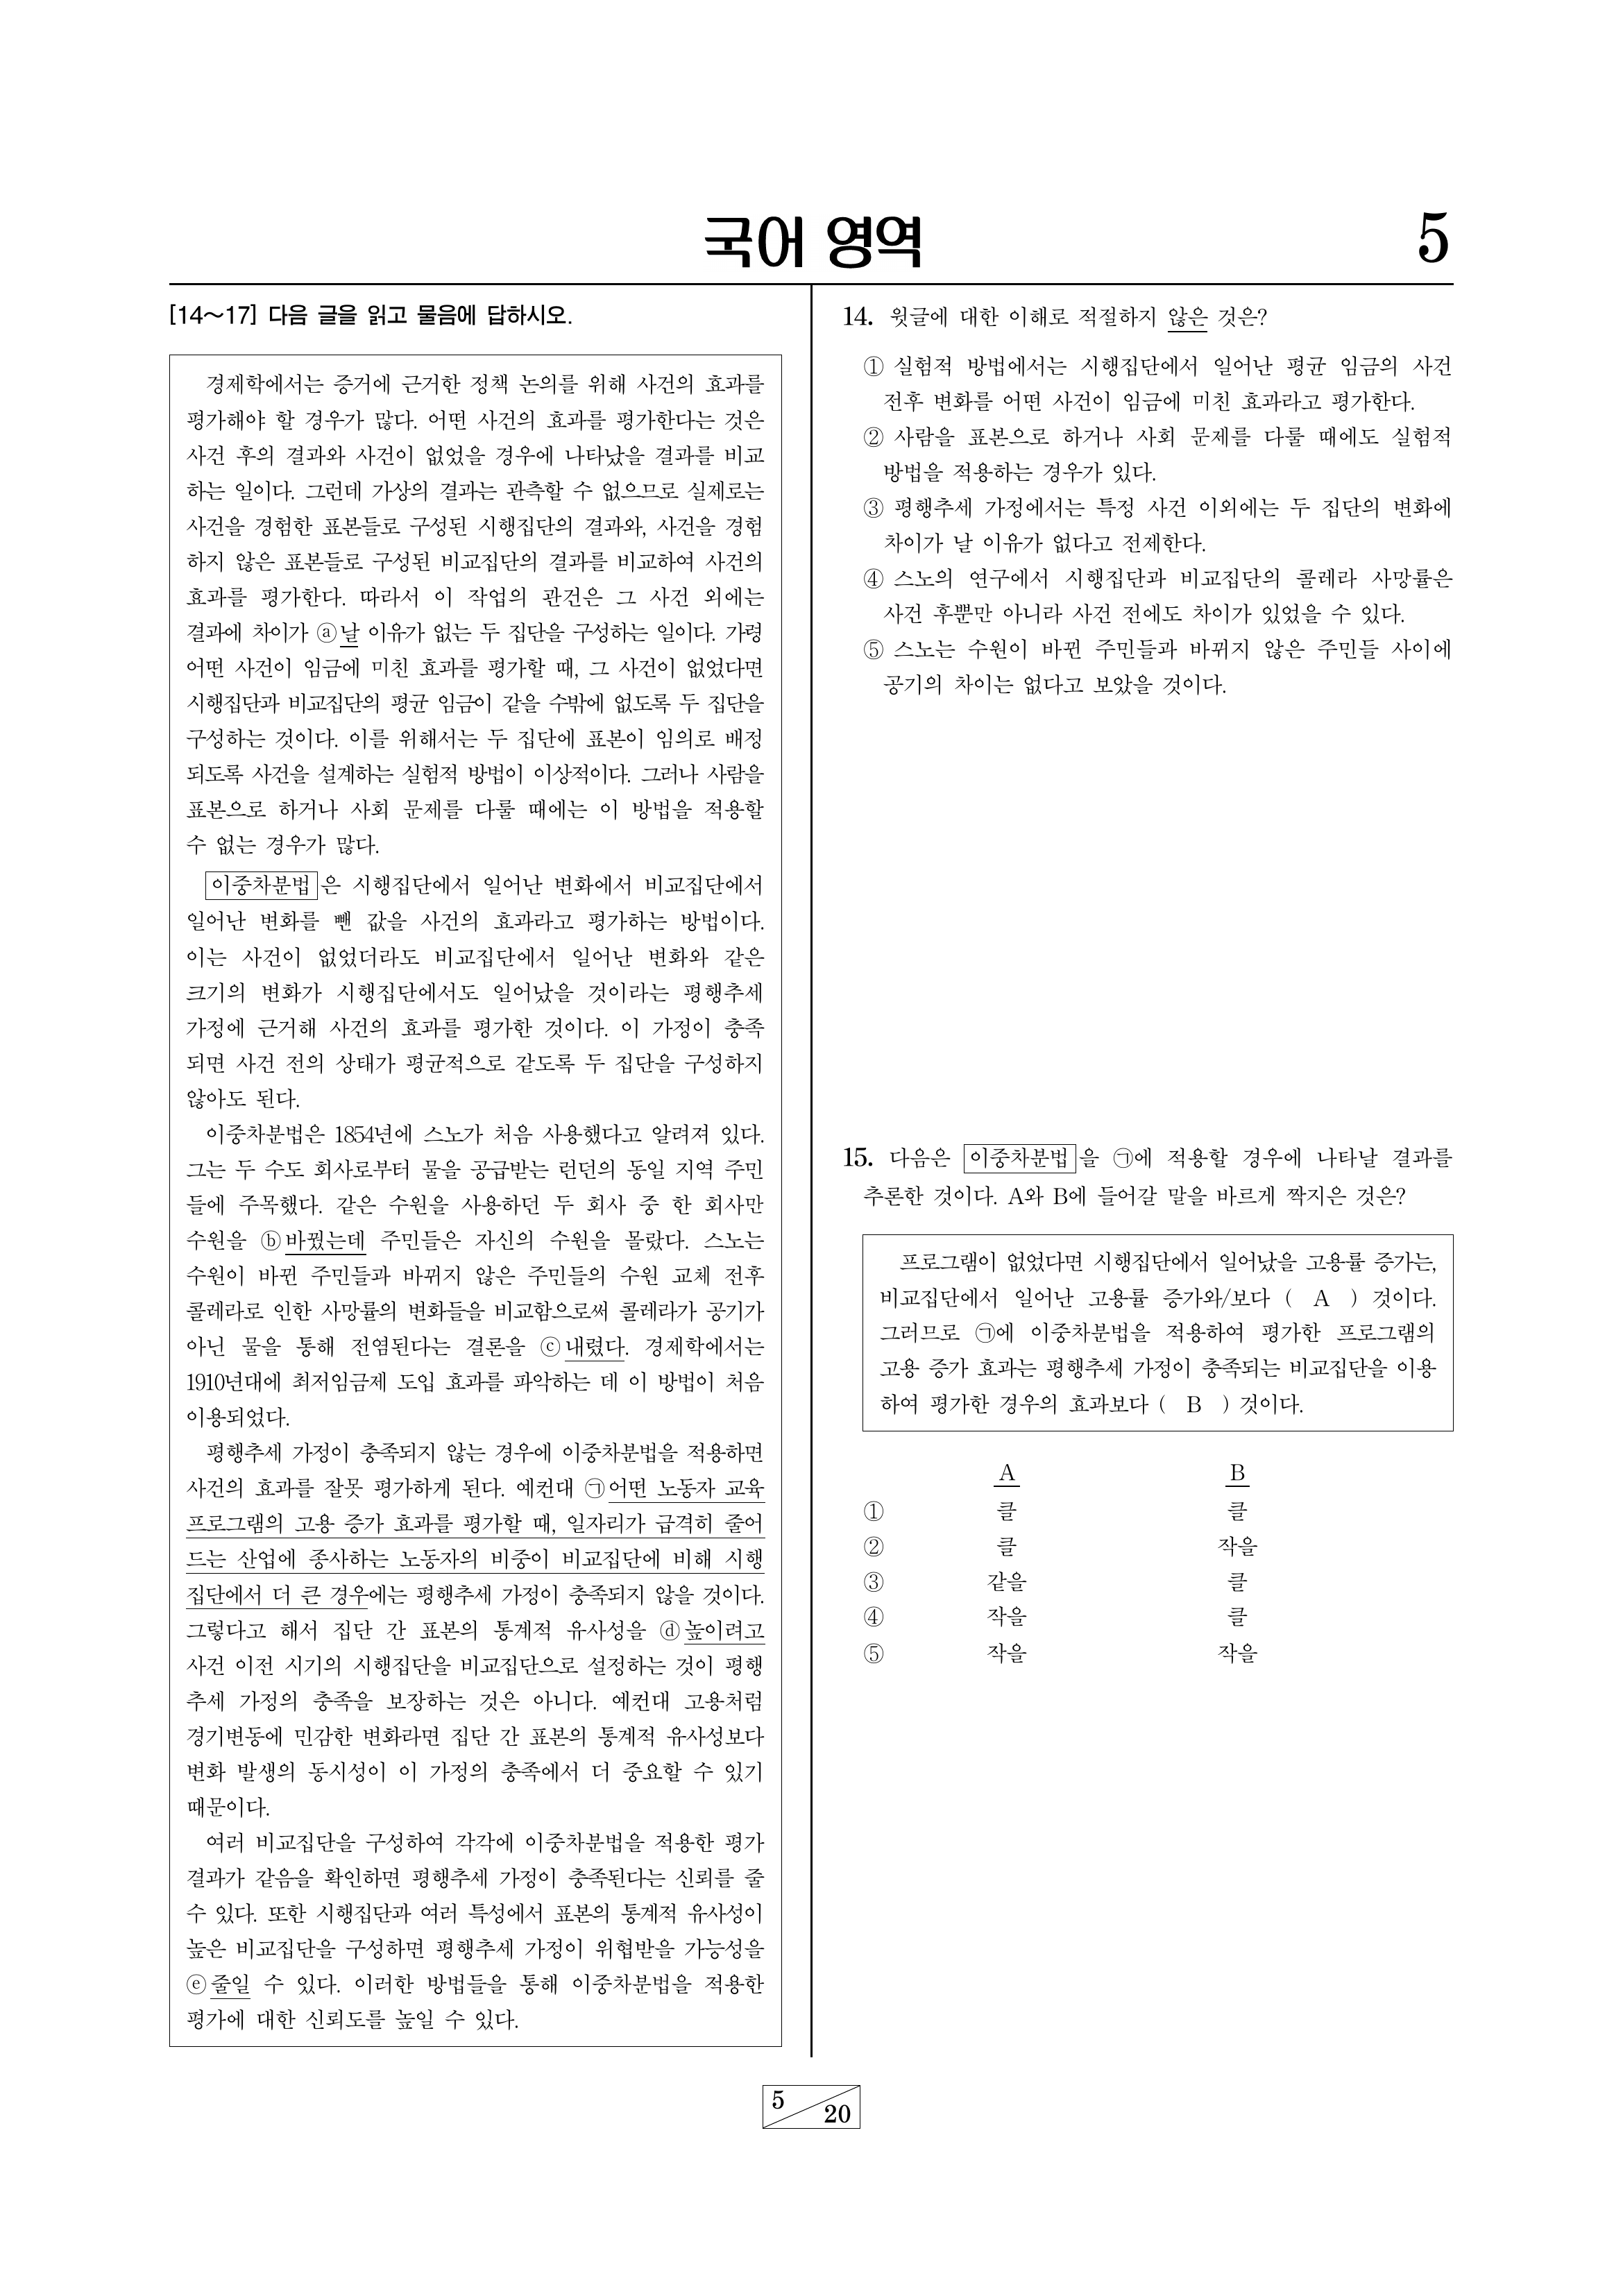 국어 영역
5
[14～17] 다음 글을 읽고 물음에 답하시오.
경제학에서는 증거에 근거한 정책 논의를 위해 사건의 효과를
평가해야 할 경우가 많다. 어떤 사건의 효과를 평가한다는 것은
사건 후의 결과와 사건이 없었을 경우에 나타났을 결과를 비교
하는 일이다. 그런데 가상의 결과는 관측할 수 없으므로 실제로는
사건을 경험한 표본들로 구성된 시행집단의 결과와, 사건을 경험
하지 않은 표본들로 구성된 비교집단의 결과를 비교하여 사건의
효과를 평가한다. 따라서 이 작업의 관건은 그 사건 외에는
결과에 차이가 ⓐ날 이유가 없는 두 집단을 구성하는 일이다. 가령
어떤 사건이 임금에 미친 효과를 평가할 때, 그 사건이 없었다면
시행집단과 비교집단의 평균 임금이 같을 수밖에 없도록 두 집단을
구성하는 것이다. 이를 위해서는 두 집단에 표본이 임의로 배정
되도록 사건을 설계하는 실험적 방법이 이상적이다. 그러나 사람을
표본으로 하거나 사회 문제를 다룰 때에는 이 방법을 적용할
수 없는 경우가 많다.
이중차분법은 시행집단에서 일어난 변화에서 비교집단에서
일어난 변화를 뺀 값을 사건의 효과라고 평가하는 방법이다.
이는 사건이 없었더라도 비교집단에서 일어난 변화와 같은
크기의 변화가 시행집단에서도 일어났을 것이라는 평행추세
가정에 근거해 사건의 효과를 평가한 것이다. 이 가정이 충족
되면 사건 전의 상태가 평균적으로 같도록 두 집단을 구성하지
않아도 된다.
이중차분법은 1854년에 스노가 처음 사용했다고 알려져 있다.
그는 두 수도 회사로부터 물을 공급받는 런던의 동일 지역 주민
들에 주목했다. 같은 수원을 사용하던 두 회사 중 한 회사만
수원을 ⓑ바꿨는데 주민들은 자신의 수원을 몰랐다. 스노는
수원이 바뀐 주민들과 바뀌지 않은 주민들의 수원 교체 전후
콜레라로 인한 사망률의 변화들을 비교함으로써 콜레라가 공기가
아닌 물을 통해 전염된다는 결론을 ⓒ내렸다. 경제학에서는
1910년대에 최저임금제 도입 효과를 파악하는 데 이 방법이 처음
이용되었다.
평행추세 가정이 충족되지 않는 경우에 이중차분법을 적용하면
사건의 효과를 잘못 평가하게 된다. 예컨대 ㉠어떤 노동자 교육
프로그램의 고용 증가 효과를 평가할 때, 일자리가 급격히 줄어
드는 산업에 종사하는 노동자의 비중이 비교집단에 비해 시행
집단에서 더 큰 경우에는 평행추세 가정이 충족되지 않을 것이다.
그렇다고 해서 집단 간 표본의 통계적 유사성을 ⓓ높이려고
사건 이전 시기의 시행집단을 비교집단으로 설정하는 것이 평행
추세 가정의 충족을 보장하는 것은 아니다. 예컨대 고용처럼
경기변동에 민감한 변화라면 집단 간 표본의 통계적 유사성보다
변화 발생의 동시성이 이 가정의 충족에서 더 중요할 수 있기
때문이다.
여러 비교집단을 구성하여 각각에 이중차분법을 적용한 평가
결과가 같음을 확인하면 평행추세 가정이 충족된다는 신뢰를 줄
수 있다. 또한 시행집단과 여러 특성에서 표본의 통계적 유사성이
높은 비교집단을 구성하면 평행추세 가정이 위협받을 가능성을
ⓔ줄일 수 있다. 이러한 방법들을 통해 이중차분법을 적용한
평가에 대한 신뢰도를 높일 수 있다.
14. 윗글에 대한 이해로 적절하지 않은 것은?
① 실험적 방법에서는 시행집단에서 일어난 평균 임금의 사건
전후 변화를 어떤 사건이 임금에 미친 효과라고 평가한다.
② 사람을 표본으로 하거나 사회 문제를 다룰 때에도 실험적
방법을 적용하는 경우가 있다.
③ 평행추세 가정에서는 특정 사건 이외에는 두 집단의 변화에
차이가 날 이유가 없다고 전제한다.
④ 스노의 연구에서 시행집단과 비교집단의 콜레라 사망률은
사건 후뿐만 아니라 사건 전에도 차이가 있었을 수 있다.
⑤ 스노는 수원이 바뀐 주민들과 바뀌지 않은 주민들 사이에
공기의 차이는 없다고 보았을 것이다.
15. 다음은 이중차분법을 ㉠에 적용할 경우에 나타날 결과를
추론한 것이다. A와 B에 들어갈 말을 바르게 짝지은 것은?
프로그램이 없었다면 시행집단에서 일어났을 고용률 증가는,
비교집단에서 일어난 고용률 증가와/보다 ( A ) 것이다.
그러므로 ㉠에 이중차분법을 적용하여 평가한 프로그램의
고용 증가 효과는 평행추세 가정이 충족되는 비교집단을 이용
하여 평가한 경우의 효과보다 ( B ) 것이다.
A B
① 클 클
② 클 작을
③ 같을 클
④ 작을 클
⑤ 작을 작을
5
20